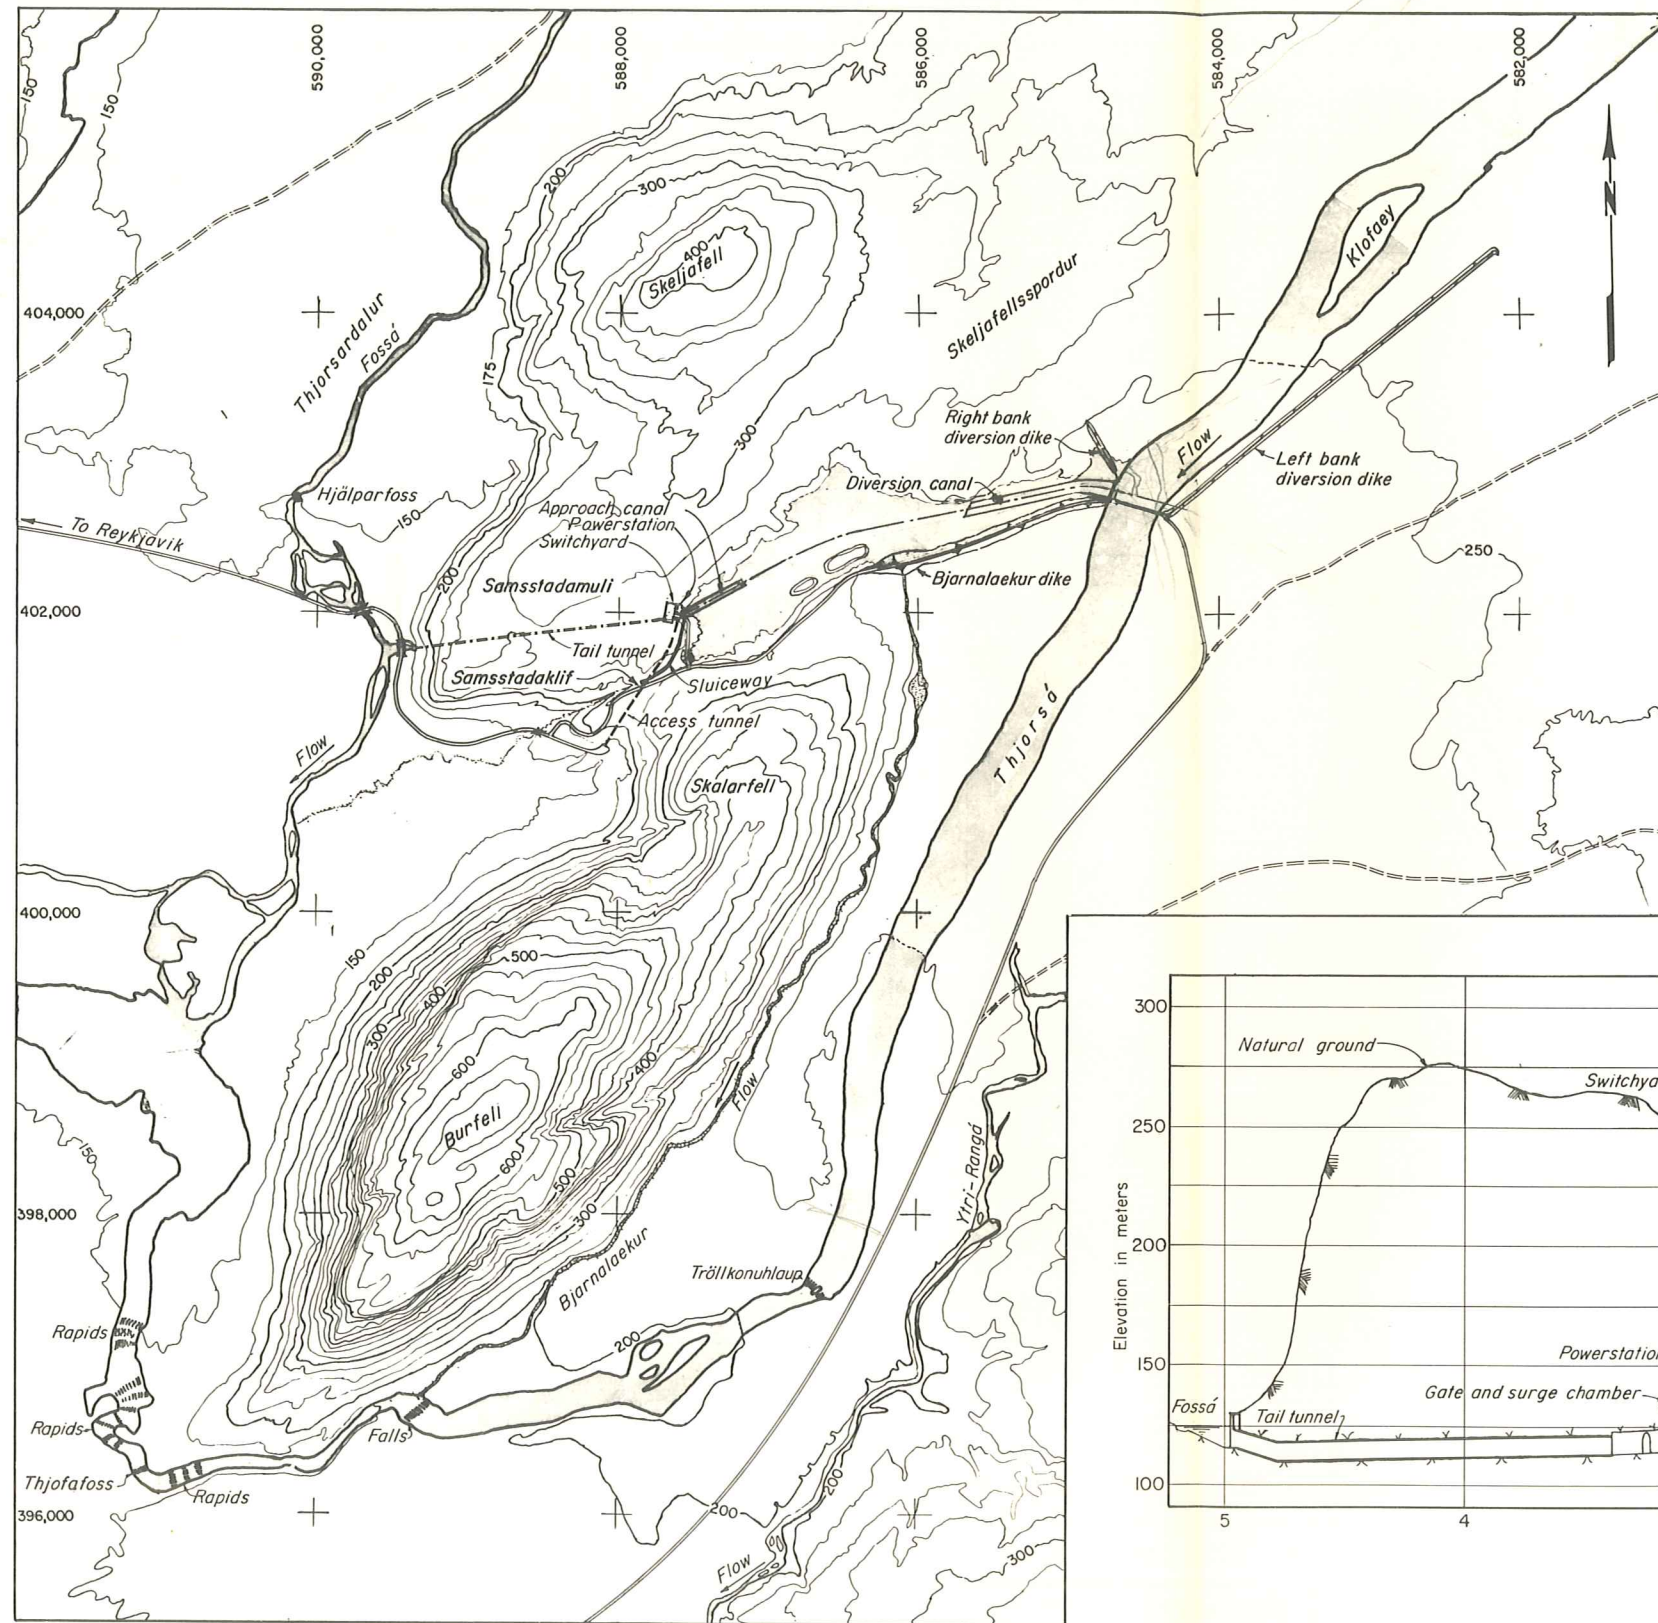 590,000
588,000
586,000
584,000
582,000
150
150
N
200
300
400
Skeljafell
Klofaey
404,000
Thjorsardalur
Fossá
Skeljafellsspordur
175
300
Right bank
diversion dike
Flow
Left bank
diversion dike
Hjälparfoss
Diversion canal
150
Approach canal
Powerstation
Switchyard
To Reykjavik
250
200
Samsstadamuli
Bjarnalaekur dike
402,000
Tail tunnel
Samsstadaklif
Sluiceway
Access tunnel
Thjorsá
Flow
Skalarfell
400,000
150
200
500
400
300
600
400
Flow
Burfell
150
600
500
300
Ytri-Rangá
398,000
Bjarnalaekur
Tröllkonuhlaup
Rapids
200
Rapids
Falls
Thjofafoss
Rapids
200
396,000
200
300
Flow
300
Natural ground
Switchya
250
Elevation in meters
200
150
Powerstation
Gate and surge chamber
Fossá
Tail tunnel
100
5
4